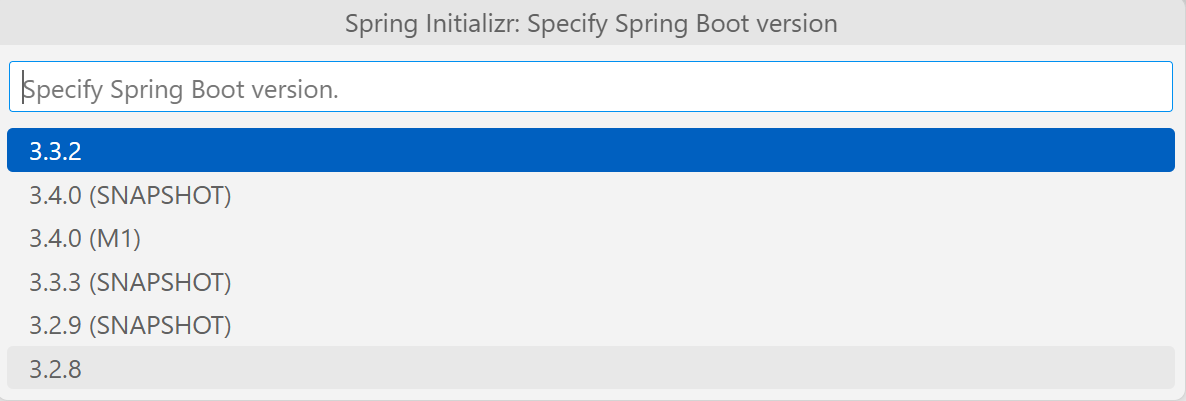 Spring Initializr: Specify Spring Boot version
Specify Spring Boot version.
3.3.2
3.4.0 (SNAPSHOT)
3.4.0 (M1)
3.3.3 (SNAPSHOT)
3.2.9 (SNAPSHOT)
3.2.8